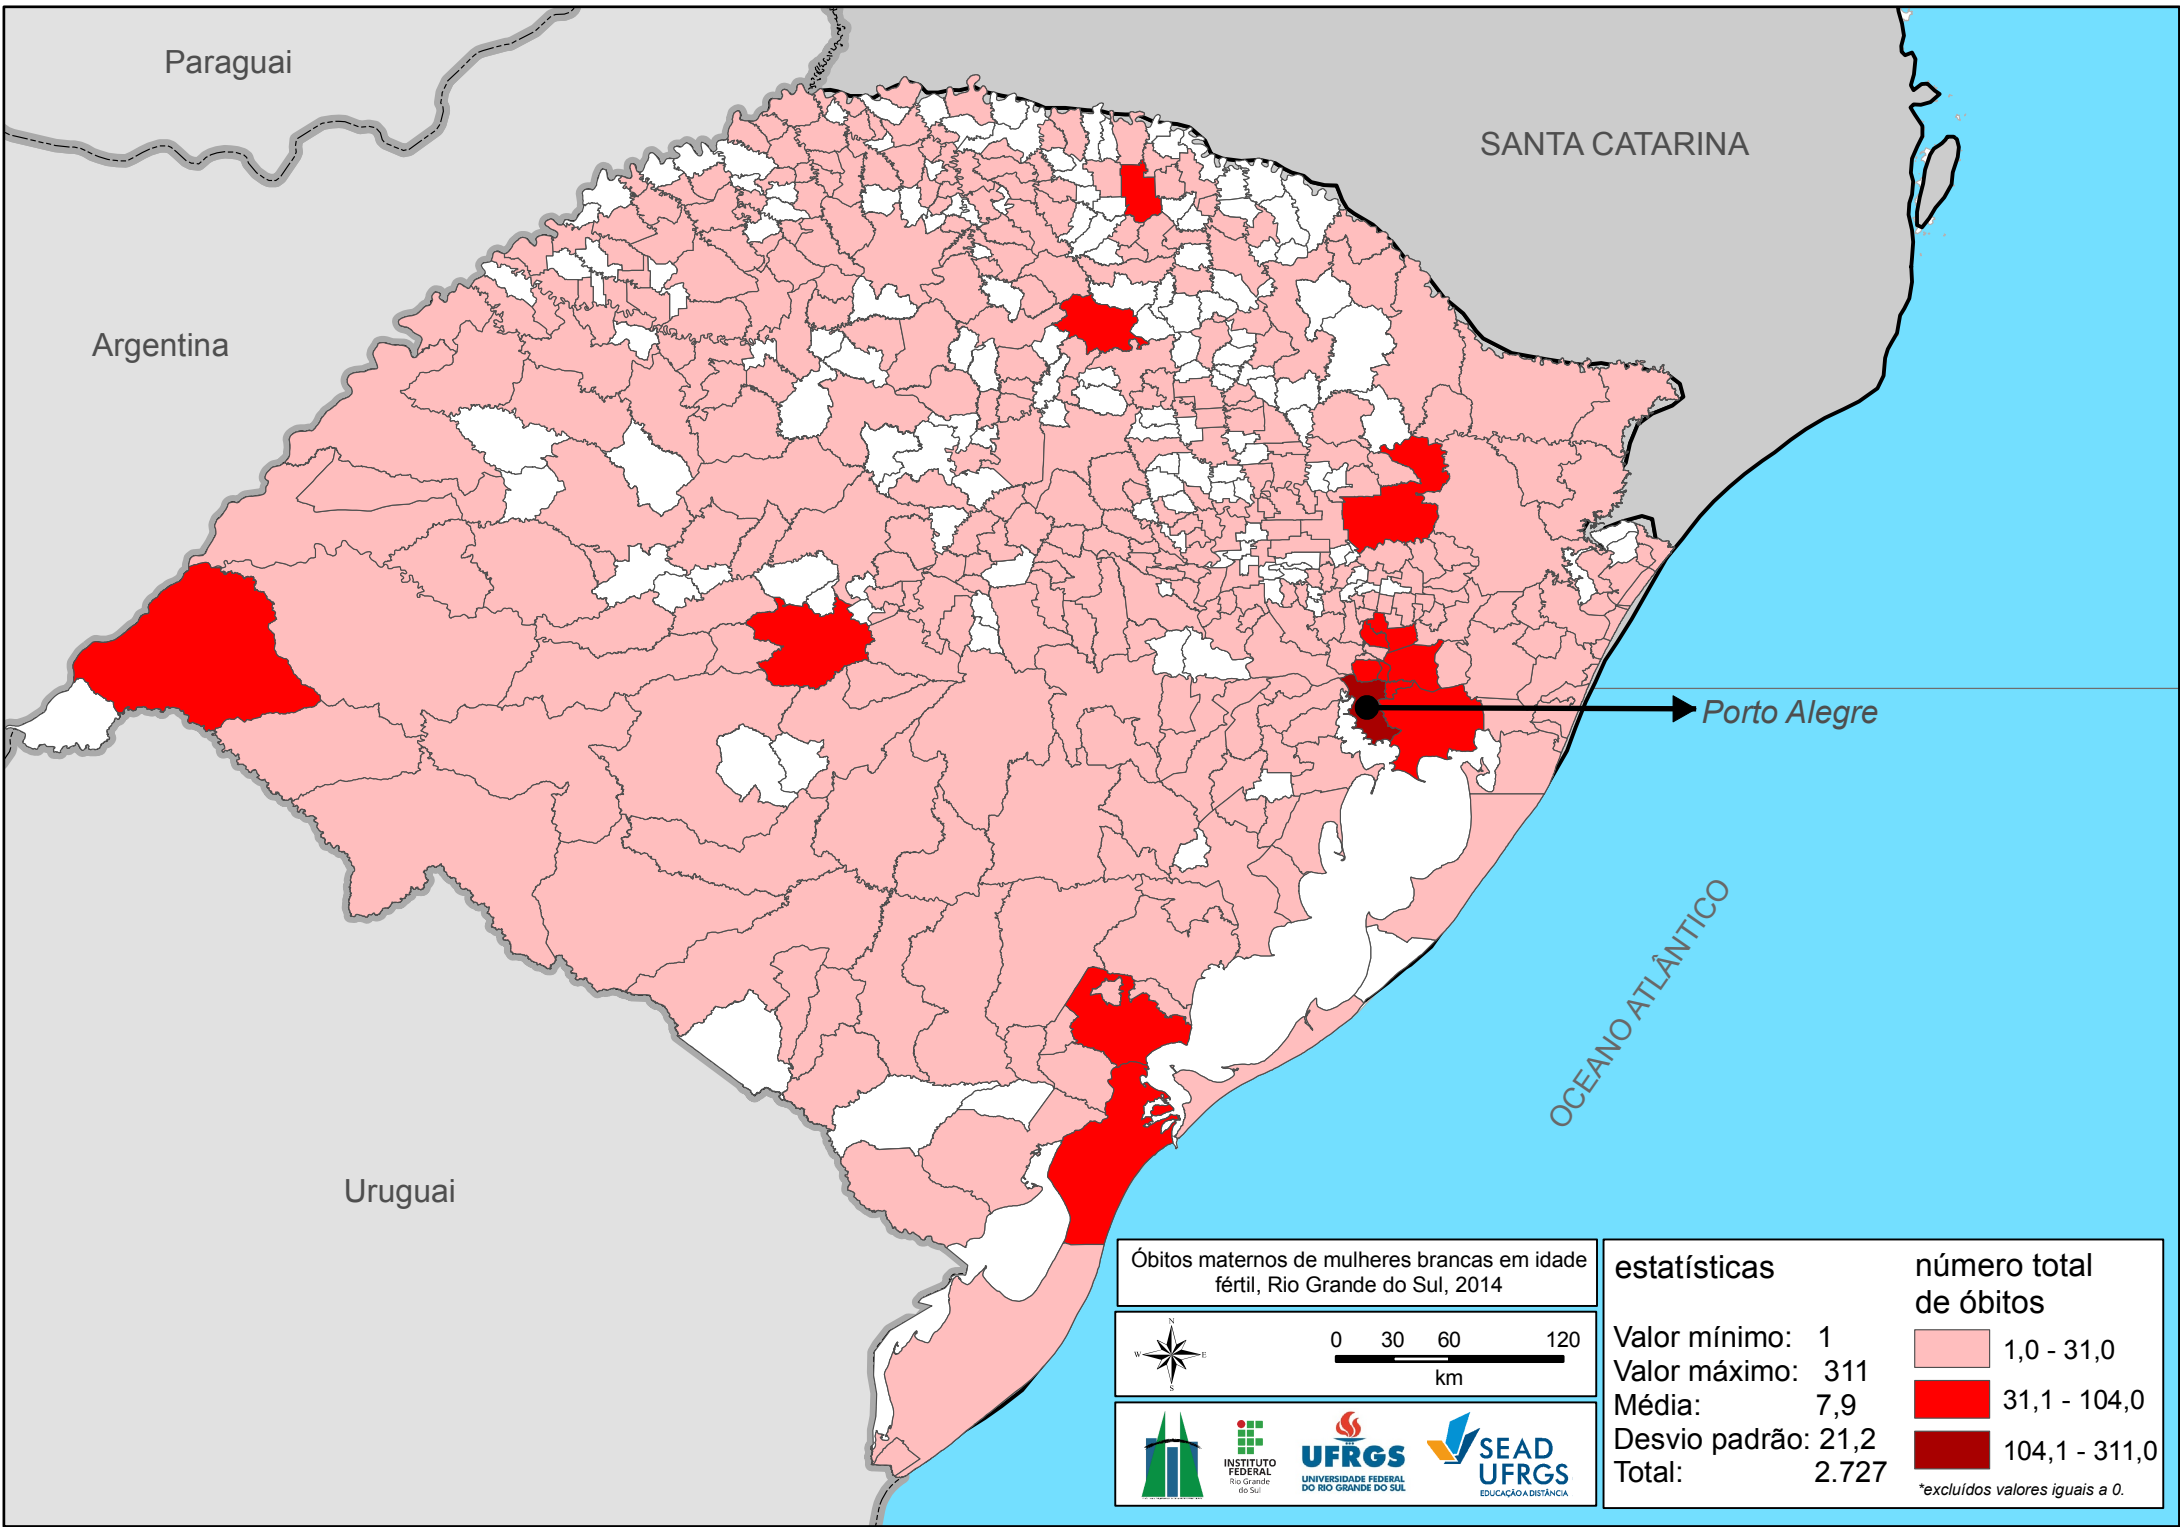 Paraguai
SANTA CATARINA
Argentina
Porto Alegre
OCEANO ATLÂNTICO
Uruguai
Óbitos maternos de mulheres brancas em idade
fértil, Rio Grande do Sul, 2014
N
W E
S
0 30 60 120
km
INSTITUTO
FEDERAL
Rio Grande
do Sul
UFRGS
UNIVERSIDADE FEDERAL
DO RIO GRANDE DO SUL
SEAD
UFRGS
EDUCAÇÃO A DISTÂNCIA
estatísticas
Valor mínimo: 1
Valor máximo: 311
Média: 7,9
Desvio padrão: 21,2
Total: 2.727
número total
de óbitos
1,0 - 31,0
31,1 - 104,0
104,1 - 311,0
*excluídos valores iguais a 0.